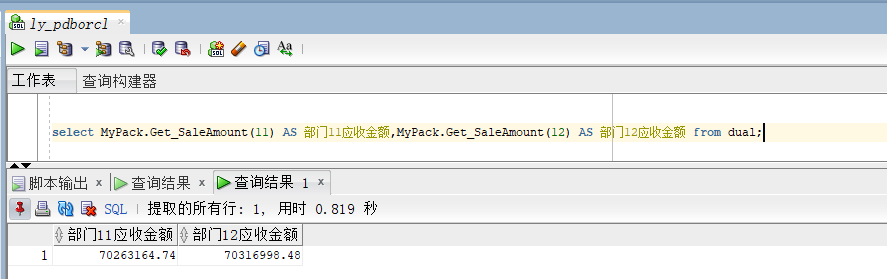 ly_pdborcl
SQL
SQL
Aa
工作表 查询构建器
select MyPack.Get_SaleAmount(11) AS 部门11应收金额,MyPack.Get_SaleAmount(12) AS 部门12应收金额 from dual;
脚本输出 x 查询结果 x 查询结果 1 x
SQL | 提取的所有行: 1, 用时 0.819 秒
部门11应收金额 部门12应收金额
1 70263164.74 70316998.48